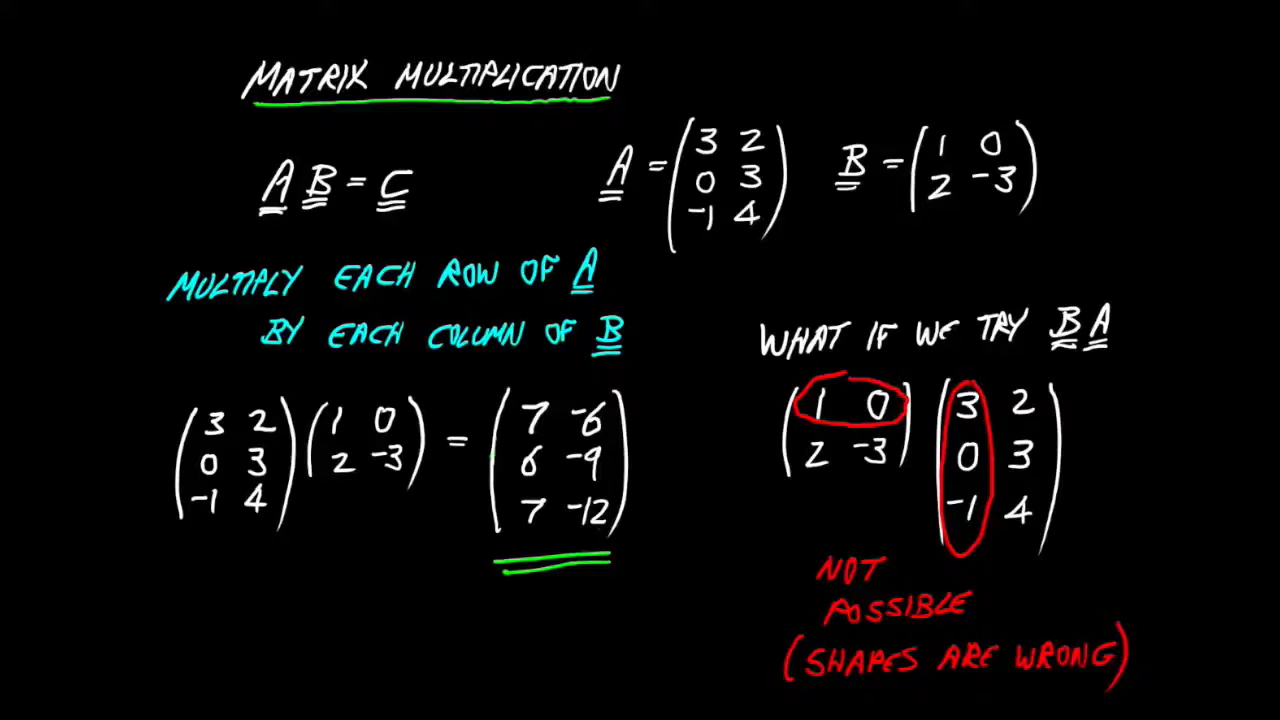 MATRIX MULTIPLICATION
A B = C
A = ( 3 2
0 3
-1 4 )
B = ( 1 0
2 -3 )
MULTIPLY EACH ROW OF A
BY EACH COLUMN OF B
( 3 2
0 3
-1 4 )
( 1 0
2 -3 )
=
( 7 -6
6 -9
7 -12 )
WHAT IF WE TRY B A
( 1 0
2 -3 )
( 3 2
0 3
-1 4 )
NOT
POSSIBLE
(SHAPES ARE WRONG)